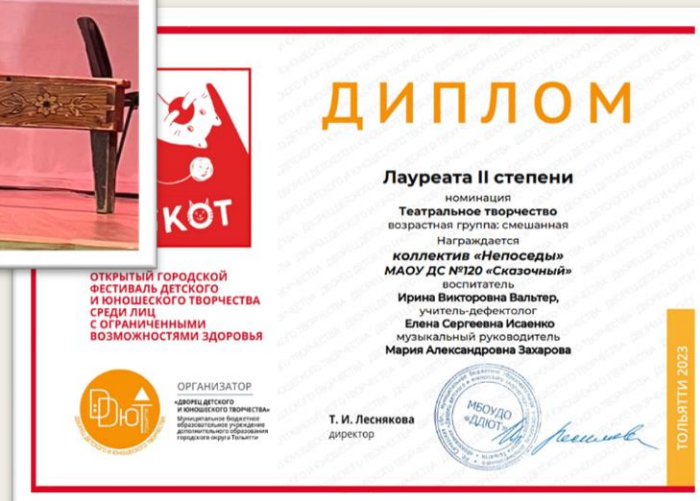 ДИПЛОМ
Лауреата II степени
номинация
Театральное творчество
возрастная группа: смешанная
Награждается
коллектив «Непоседы»
МАОУ ДС №120 «Сказочный»
воспитатель
Ирина Викторовна Вальтер,
учитель-дефектолог
Елена Сергеевна Исаенко
музыкальный руководитель
Мария Александровна Захарова
КОТ
ОТКРЫТЫЙ ГОРОДСКОЙ
ФЕСТИВАЛЬ ДЕТСКОГО
И ЮНОШЕСКОГО ТВОРЧЕСТВА
СРЕДИ ЛИЦ
С ОГРАНИЧЕННЫМИ
ВОЗМОЖНОСТЯМИ ЗДОРОВЬЯ
ДДЮТ
ОРГАНИЗАТОР
«ДВОРЕЦ ДЕТСКОГО
И ЮНОШЕСКОГО ТВОРЧЕСТВА»
Муниципальное бюджетное
образовательное учреждение
дополнительного образования
городского округа Тольятти
Т. И. Леснякова
директор
МБОУДО
«ДДЮТ»
ТОЛЬЯТТИ 2023